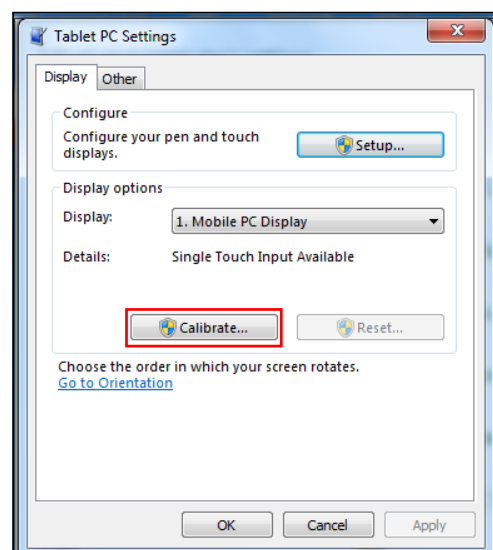 Tablet PC Settings
x
Display Other
Configure
Configure your pen and touch
displays.
Setup...
Display options
Display:
1. Mobile PC Display
Details:
Single Touch Input Available
Calibrate...
Reset...
Choose the order in which your screen rotates.
Go to Orientation
OK Cancel Apply